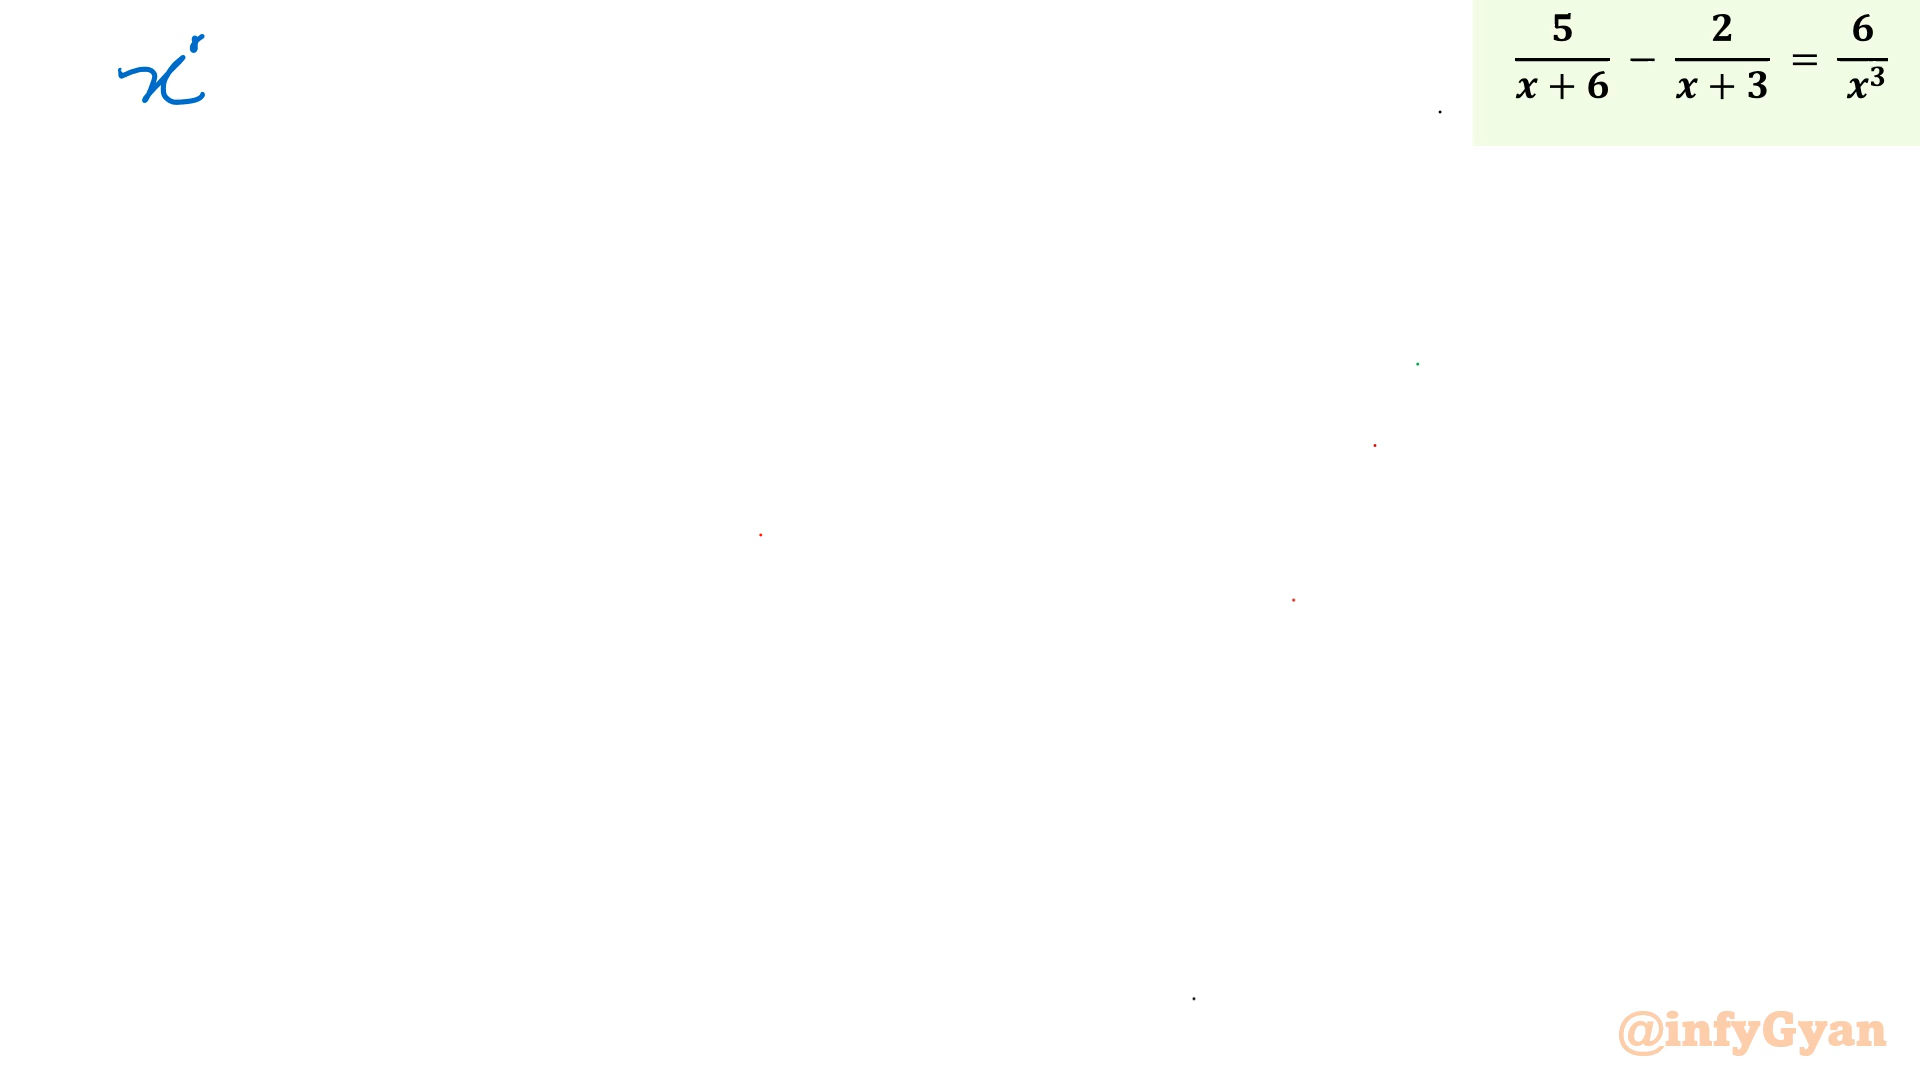 x
5/(x + 6) − 2/(x + 3) = 6/x³
@infyGyan